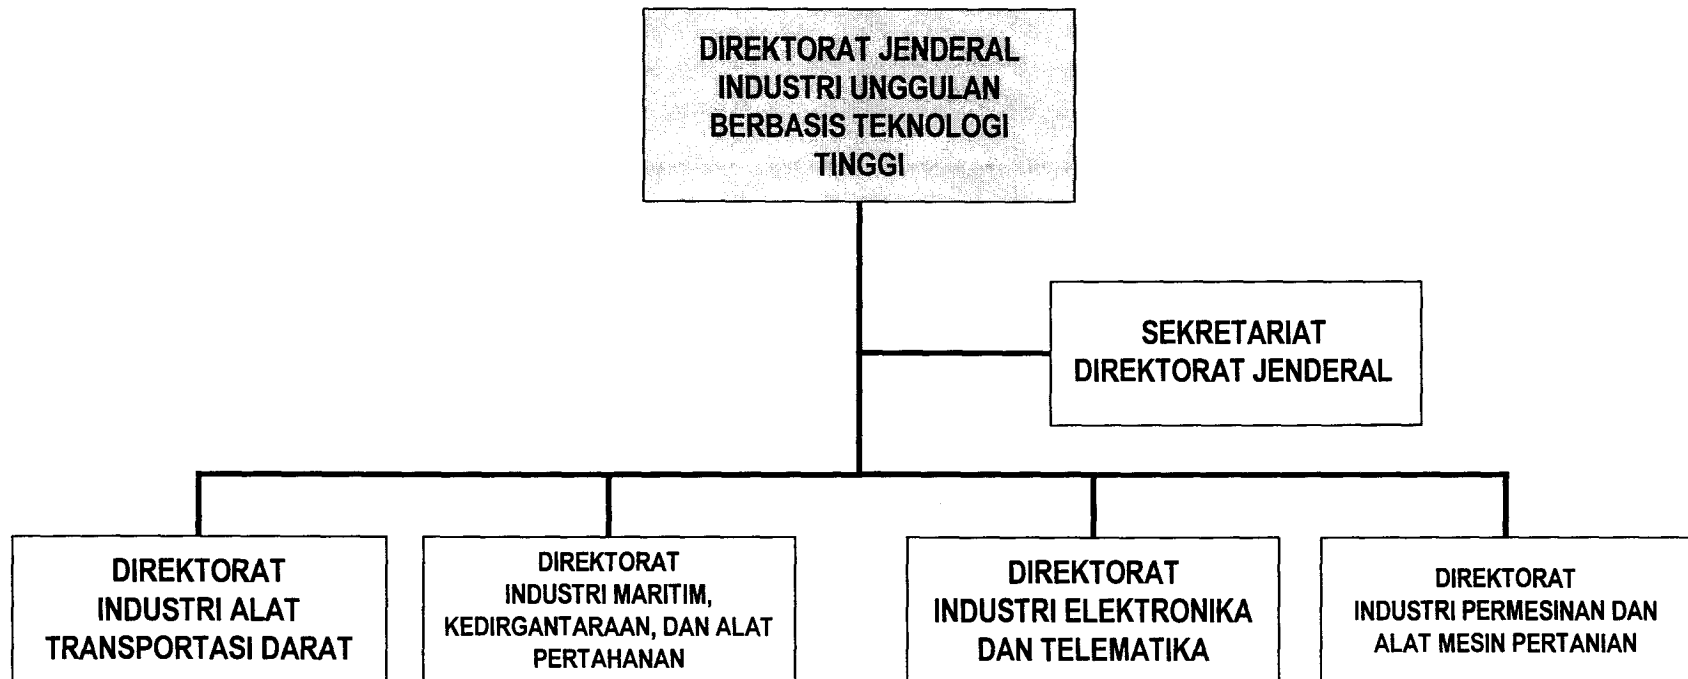 DIREKTORAT JENDERAL
INDUSTRI UNGGULAN
BERBASIS TEKNOLOGI
TINGGI
SEKRETARIAT
DIREKTORAT JENDERAL
DIREKTORAT
INDUSTRI ALAT
TRANSPORTASI DARAT
DIREKTORAT
INDUSTRI MARITIM,
KEDIRGANTARAAN, DAN ALAT
PERTAHANAN
DIREKTORAT
INDUSTRI ELEKTRONIKA
DAN TELEMATIKA
DIREKTORAT
INDUSTRI PERMESINAN DAN
ALAT MESIN PERTANIAN